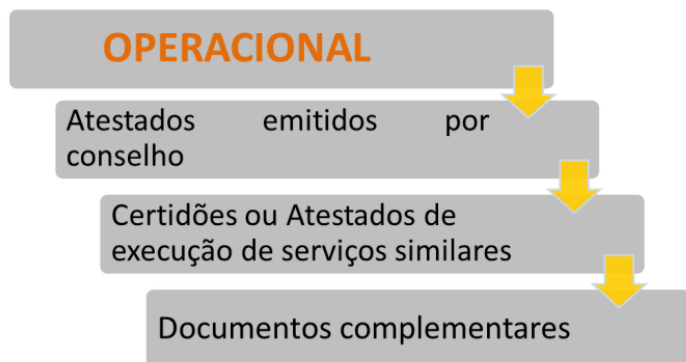 OPERACIONAL
Atestados emitidos por
conselho
Certidões ou Atestados de
execução de serviços similares
Documentos complementares